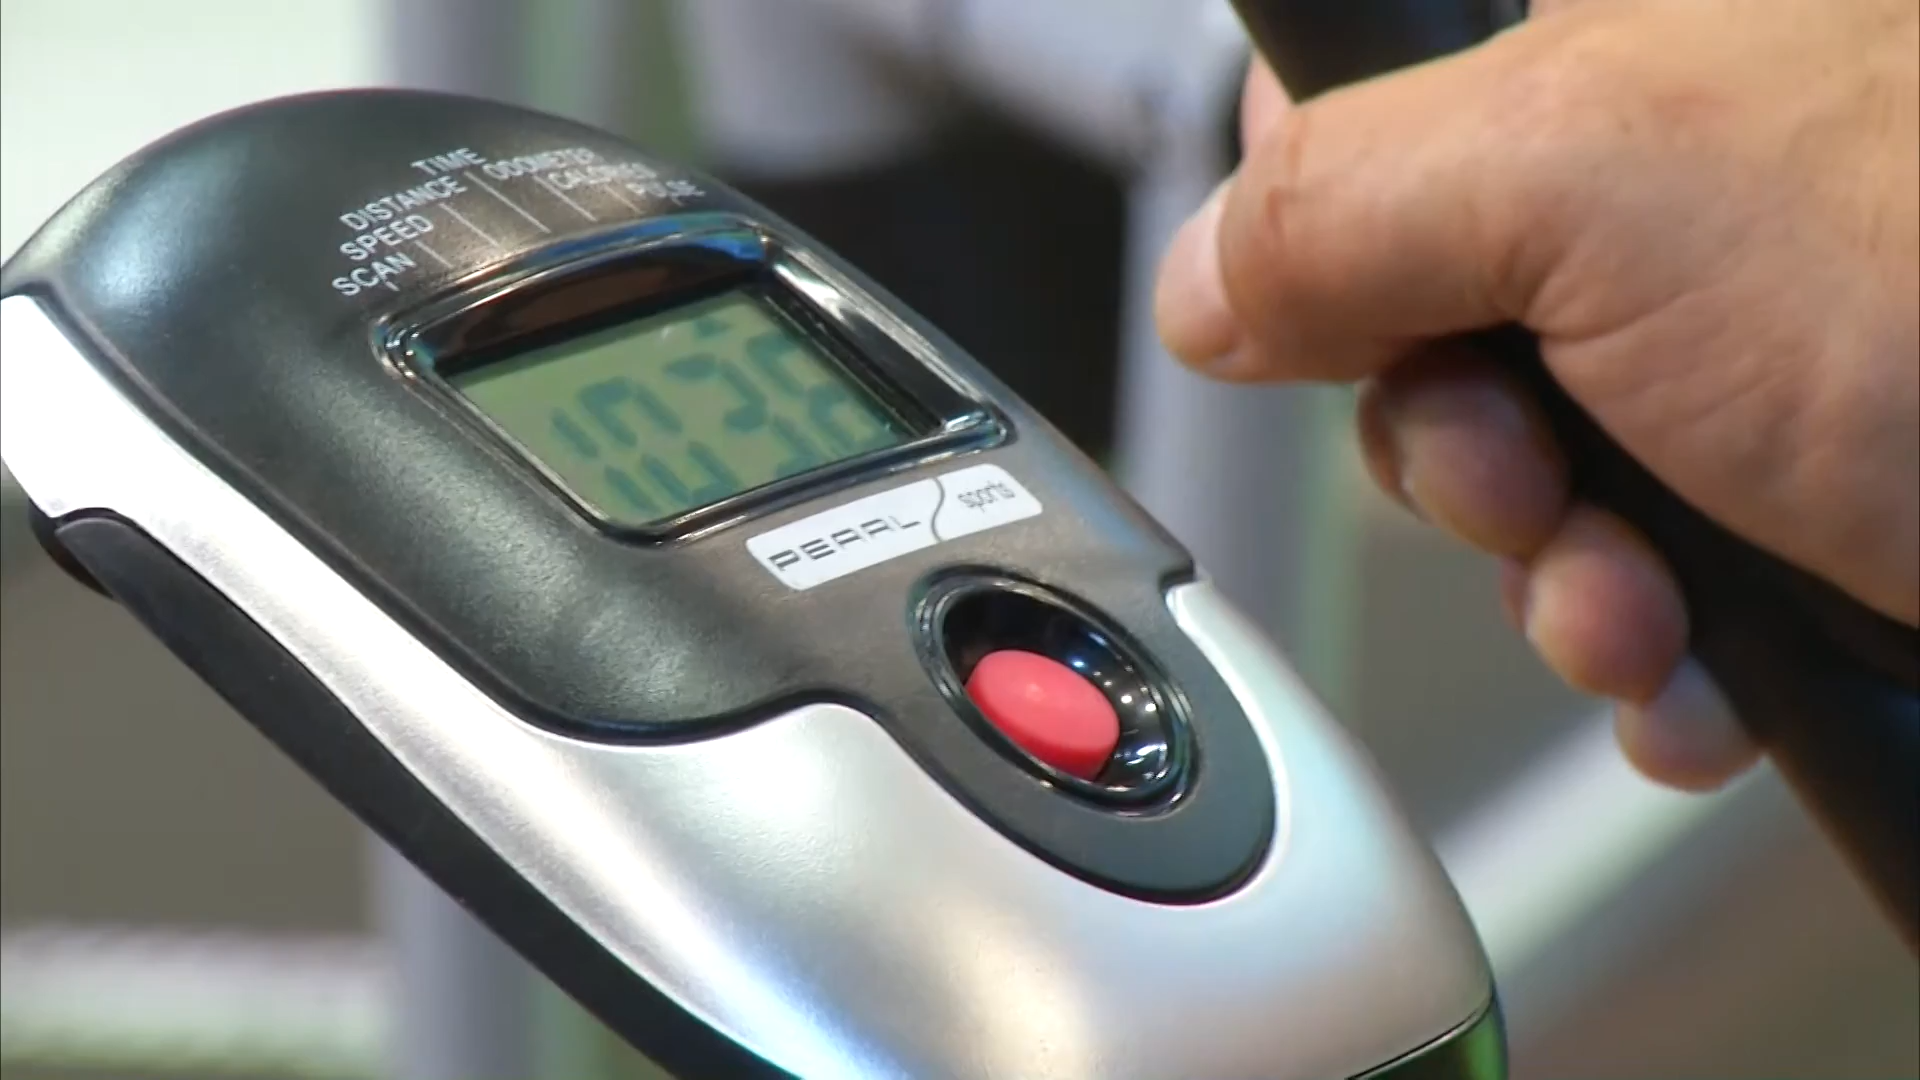 TIME
ODOMETER
DISTANCE
CALORIES
SPEED
PULSE
SCAN
PEARL sports